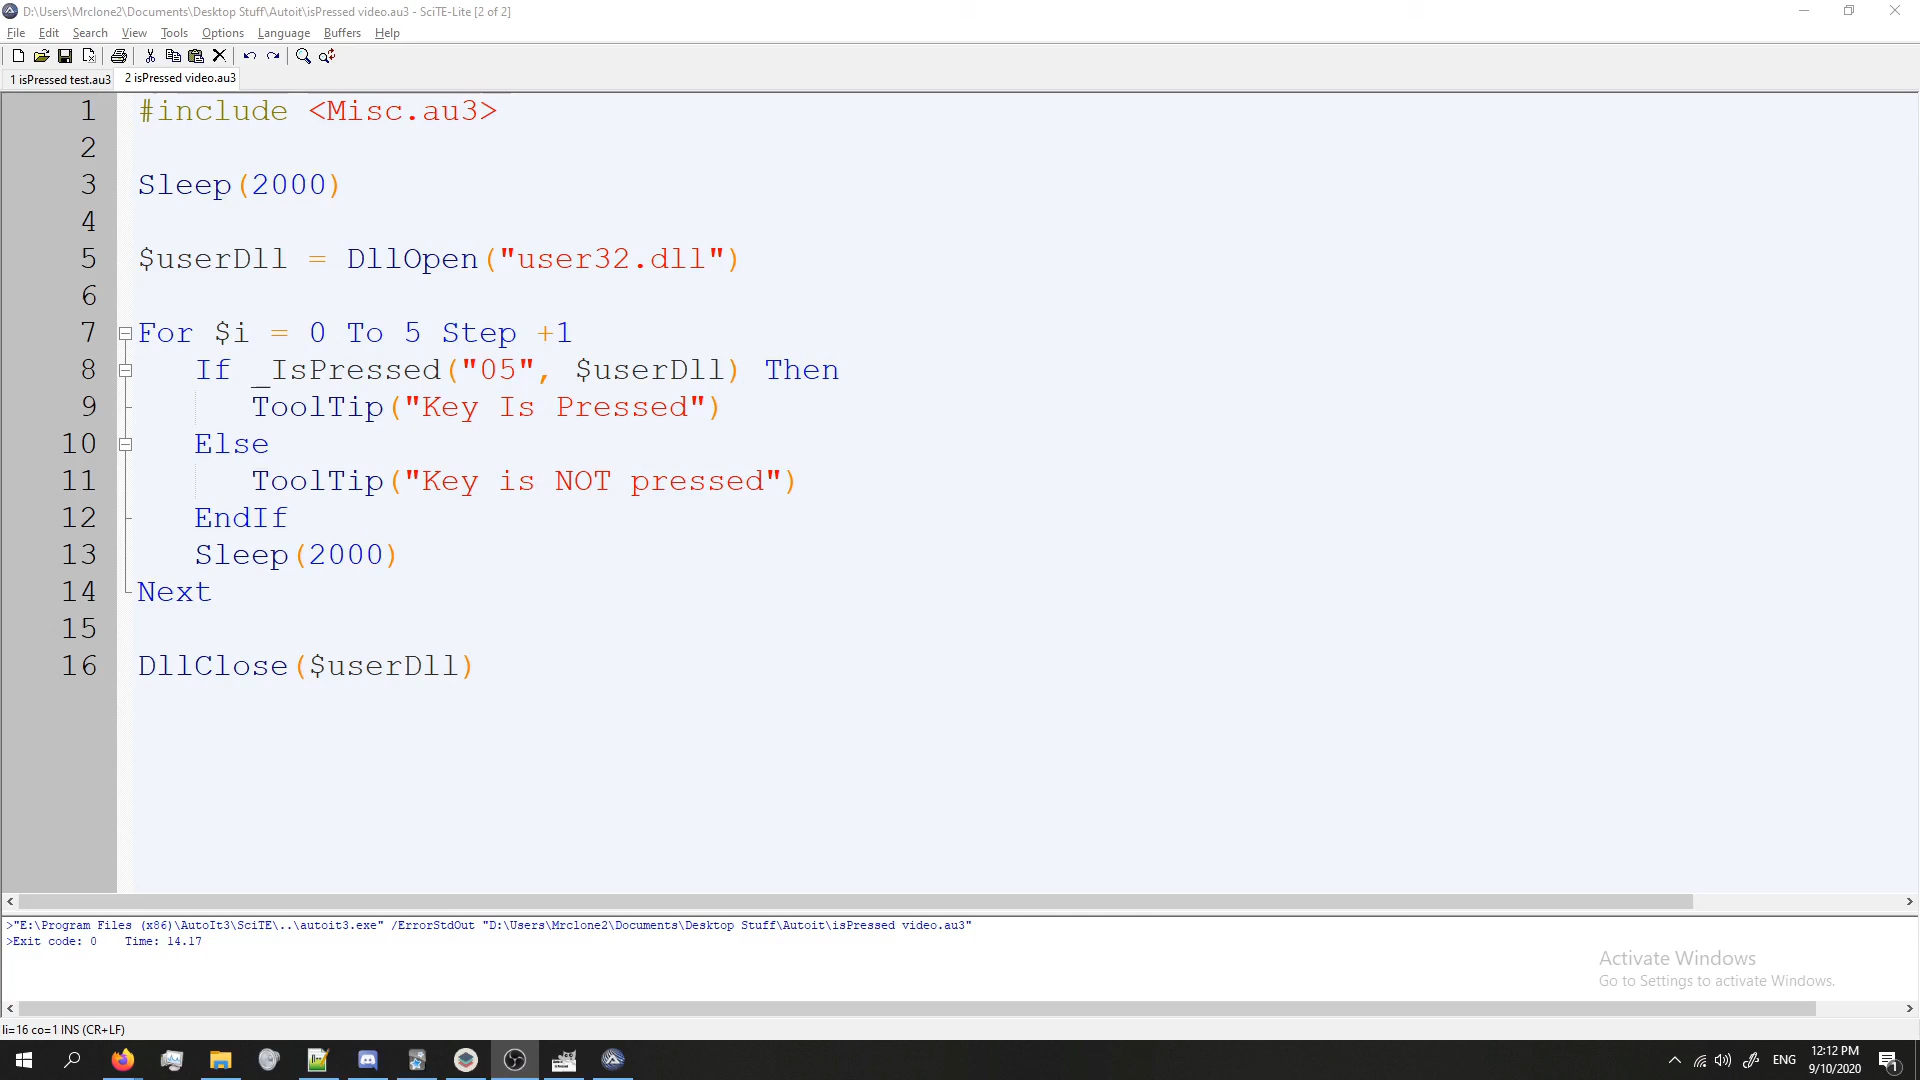 D:\Users\Mrclone2\Documents\Desktop Stuff\Autoit\isPressed video.au3 - SciTE-Lite [2 of 2]
File Edit Search View Tools Options Language Buffers Help
1 isPressed test.au3 2 isPressed video.au3
1 #include <Misc.au3>
2
3 Sleep(2000)
4
5 $userDll = DllOpen("user32.dll")
6
7 For $i = 0 To 5 Step +1
8 If _IsPressed("05", $userDll) Then
9 ToolTip("Key Is Pressed")
10 Else
11 ToolTip("Key is NOT pressed")
12 EndIf
13 Sleep(2000)
14 Next
15
16 DllClose($userDll)
>"E:\Program Files (x86)\AutoIt3\SciTE\..\autoit3.exe" /ErrorStdOut "D:\Users\Mrclone2\Documents\Desktop Stuff\Autoit\isPressed video.au3"
>Exit code: 0 Time: 14.17
Activate Windows
Go to Settings to activate Windows.
li=16 co=1 INS (CR+LF)
ENG
12:12 PM
9/10/2020
1